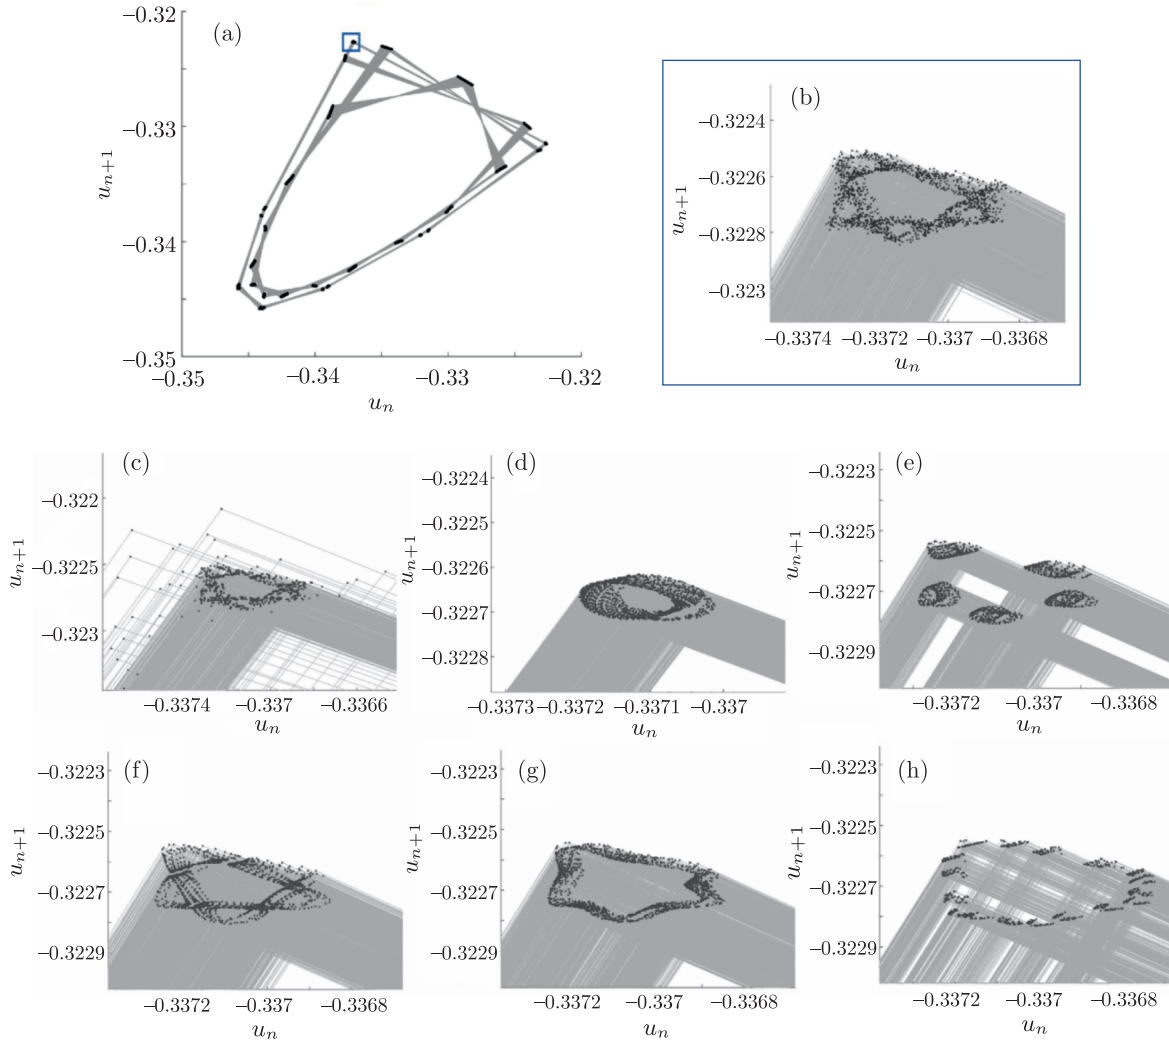 (a)
−0.32
−0.33
−0.34
−0.35
−0.35
−0.34
−0.33
−0.32
u_{n+1}
u_n
(b)
−0.3224
−0.3226
−0.3228
−0.323
−0.3374
−0.3372
−0.337
−0.3368
u_{n+1}
u_n
(c)
−0.322
−0.3225
−0.323
−0.3374
−0.337
−0.3366
u_{n+1}
u_n
(d)
−0.3224
−0.3225
−0.3226
−0.3227
−0.3228
−0.3373
−0.3372
−0.3371
−0.337
u_{n+1}
u_n
(e)
−0.3223
−0.3225
−0.3227
−0.3229
−0.3372
−0.337
−0.3368
u_{n+1}
u_n
(f)
−0.3223
−0.3225
−0.3227
−0.3229
−0.3372
−0.337
−0.3368
u_{n+1}
u_n
(g)
−0.3223
−0.3225
−0.3227
−0.3229
−0.3372
−0.337
−0.3368
u_{n+1}
u_n
(h)
−0.3223
−0.3225
−0.3227
−0.3229
−0.3372
−0.337
−0.3368
u_{n+1}
u_n